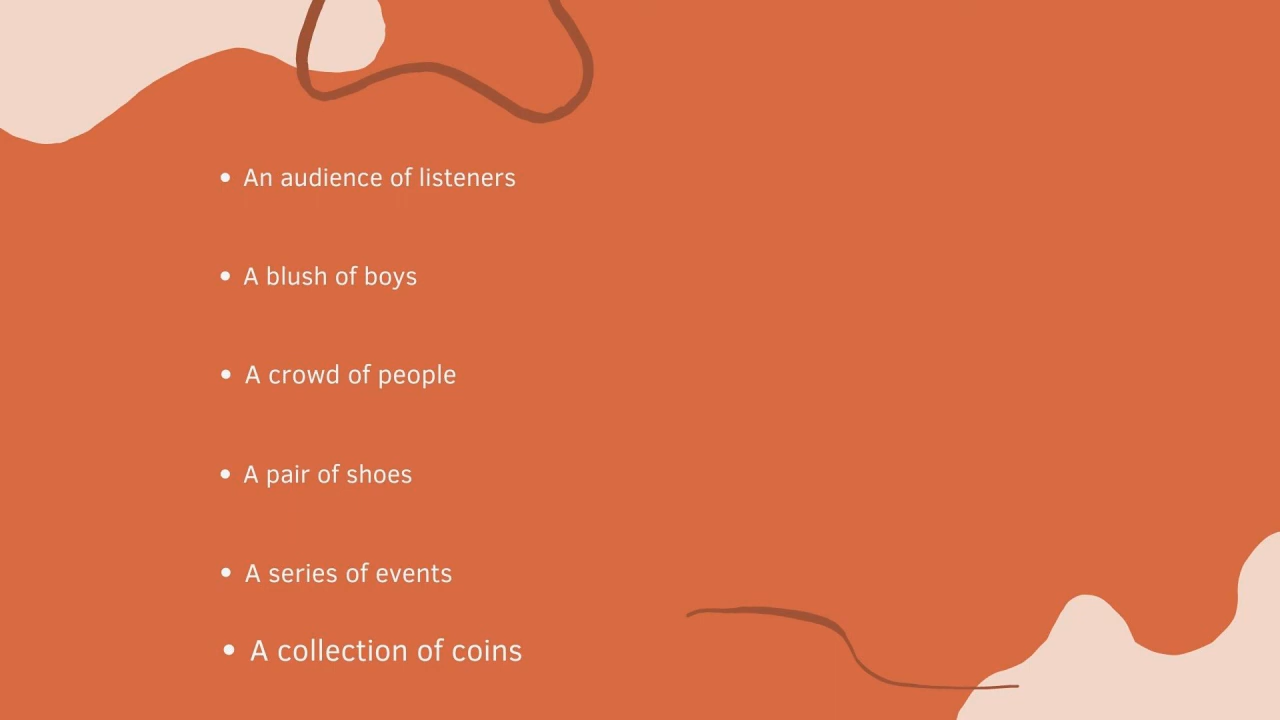 • An audience of listeners
• A blush of boys
• A crowd of people
• A pair of shoes
• A series of events
• A collection of coins